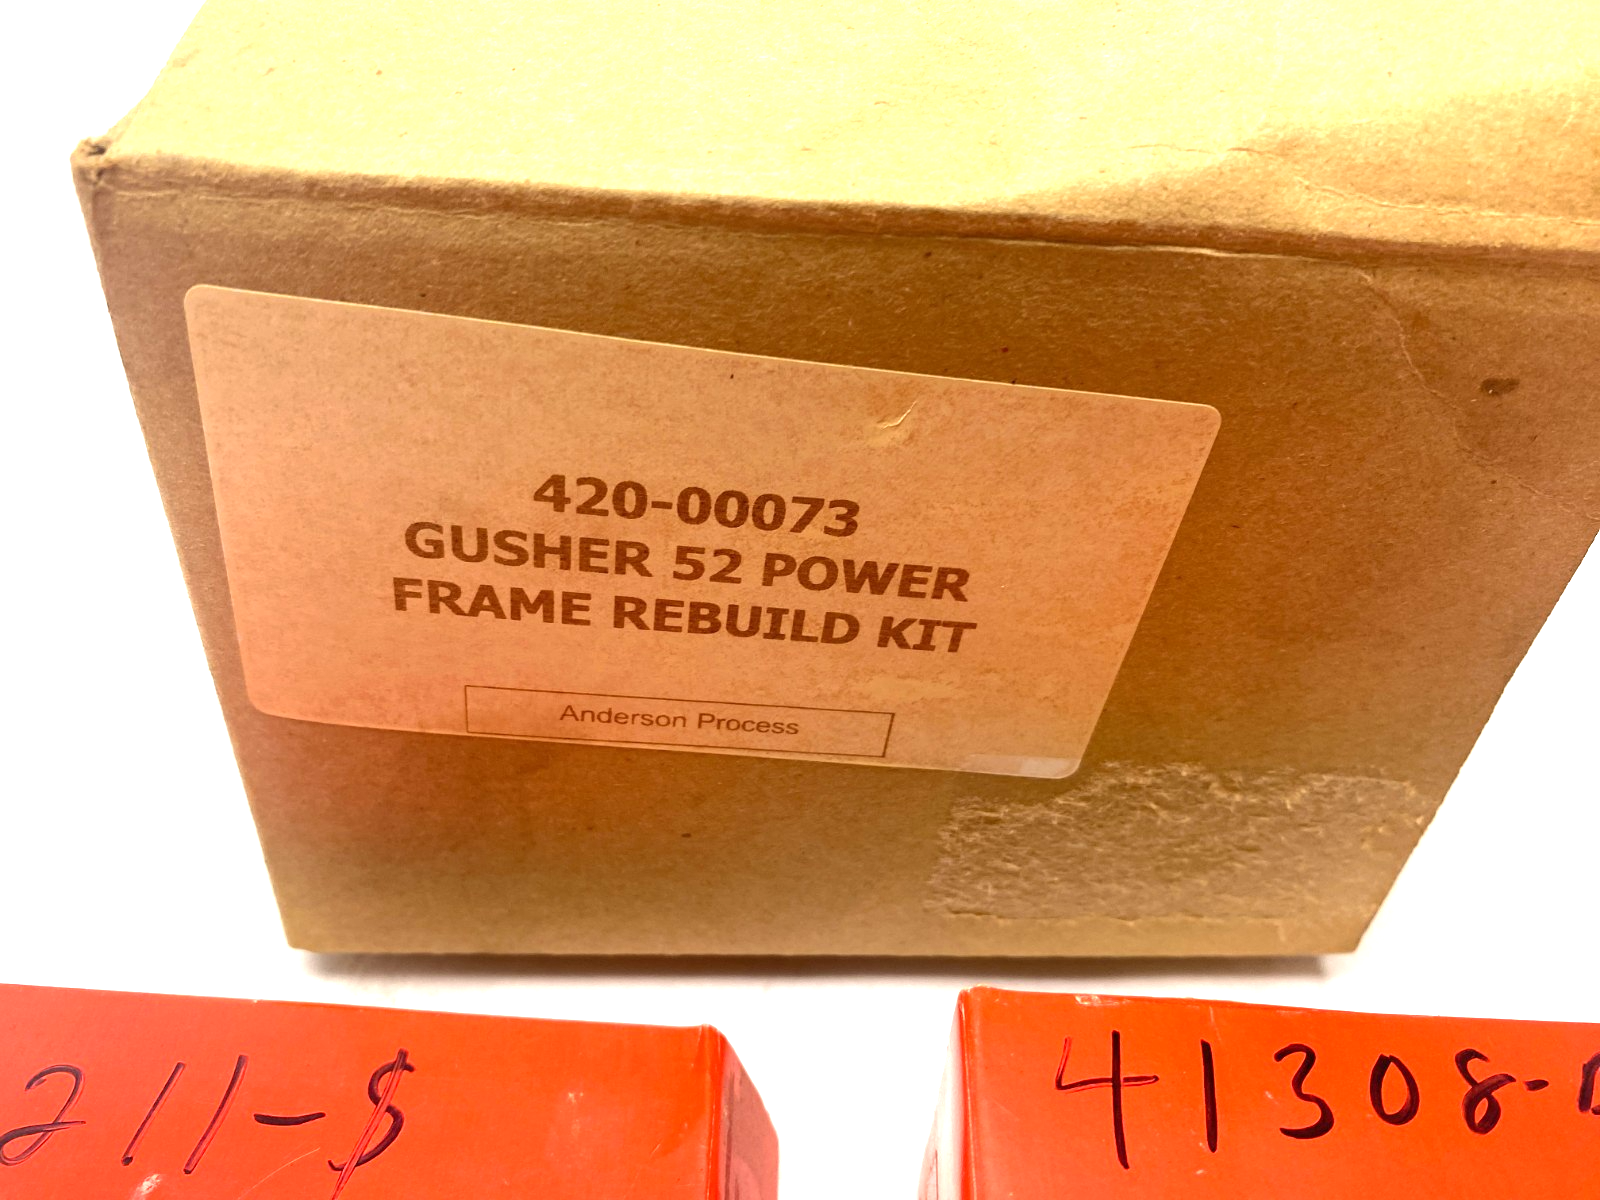 420-00073
GUSHER 52 POWER
FRAME REBUILD KIT
Anderson Process
211-$
41308-